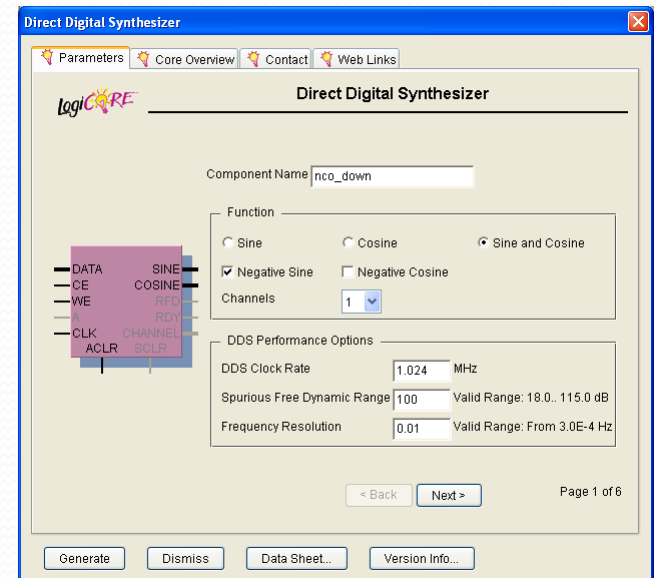 Direct Digital Synthesizer
Parameters Core Overview Contact Web Links
LogiCORE
Direct Digital Synthesizer
Component Name nco_down
Function
Sine Cosine Sine and Cosine
Negative Sine Negative Cosine
Channels 1
DATA SINE
CE COSINE
WE RFD
A RDY
CLK CHANNEL
ACLR SCLR
DDS Performance Options
DDS Clock Rate 1.024 MHz
Spurious Free Dynamic Range 100 Valid Range: 18.0.. 115.0 dB
Frequency Resolution 0.01 Valid Range: From 3.0E-4 Hz
< Back Next > Page 1 of 6
Generate Dismiss Data Sheet... Version Info...